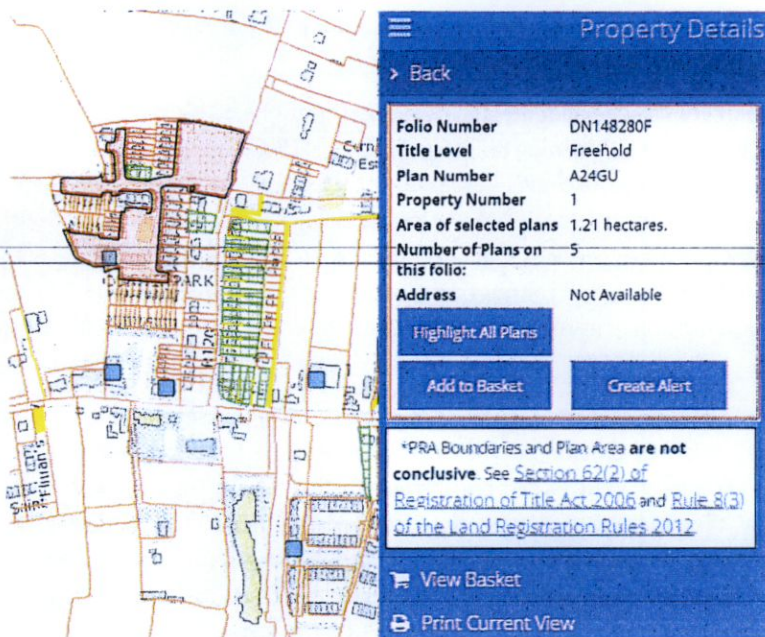 Property Details
Back
Folio Number DN148280F
Title Level Freehold
Plan Number A24GU
Property Number 1
Area of selected plans 1.21 hectares.
Number of Plans on 5
this folio:
Address Not Available
Highlight All Plans
Add to Basket Create Alert
*PRA Boundaries and Plan Area are not
conclusive. See Section 62(2) of
Registration of Title Act 2006 and Rule 8(3)
of the Land Registration Rules 2012.
View Basket
Print Current View
PARK